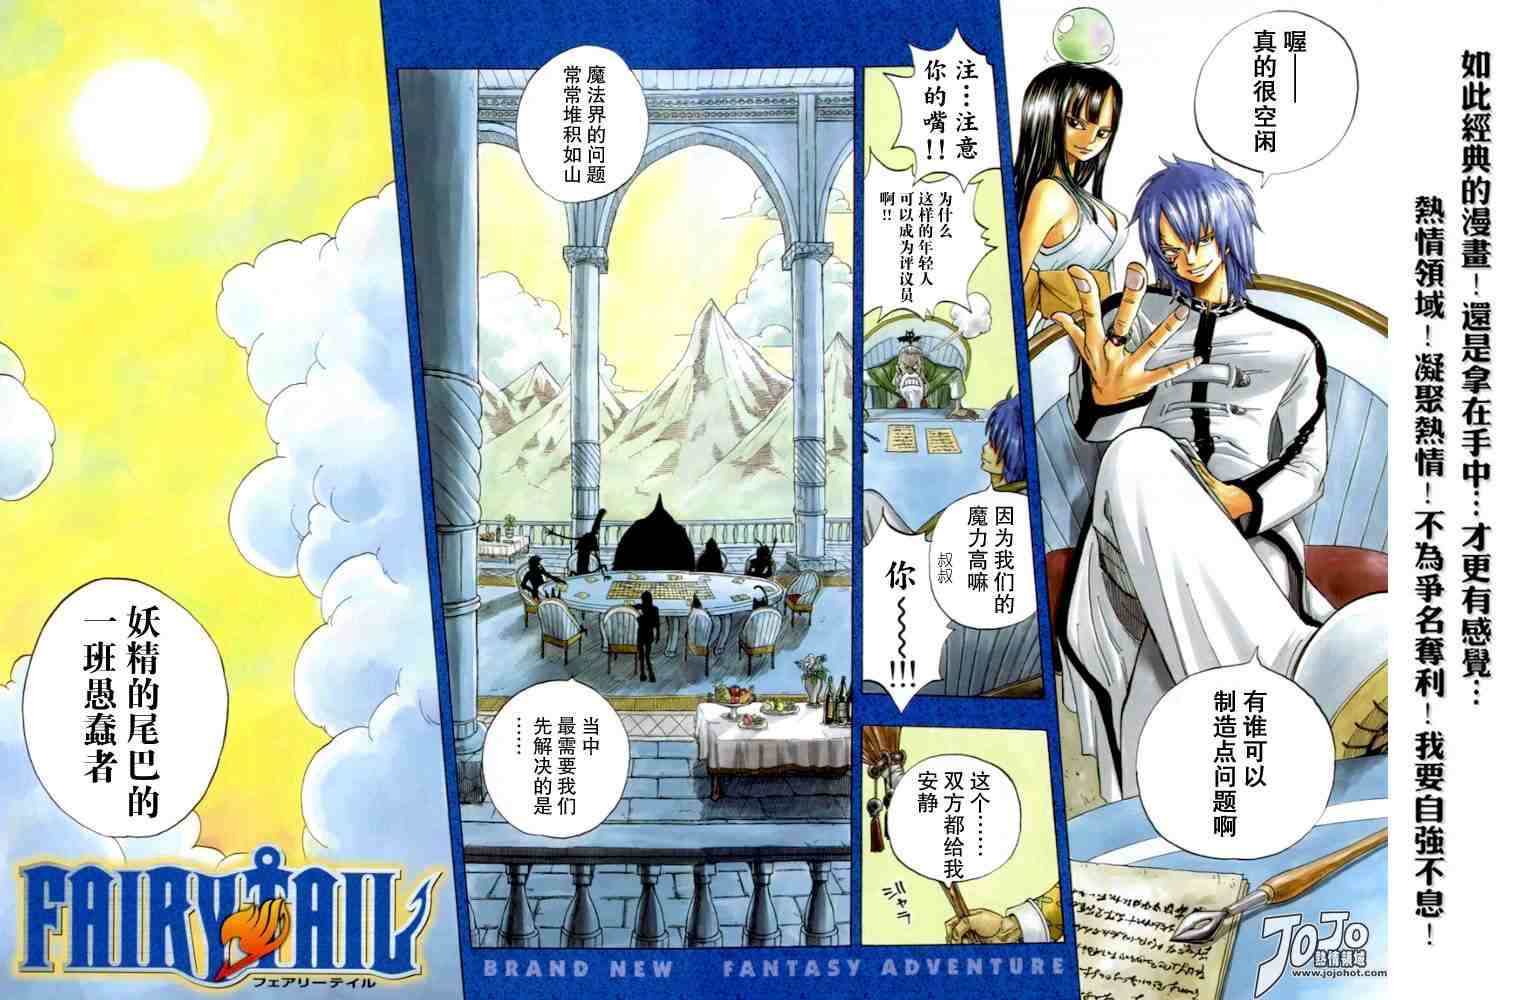 如此經典的漫畫！還是拿在手中……才更有感覺…
熱情領域！凝聚熱情！不為爭名奪利！我要自強不息！
喔——
真的很空闲
有谁可以
制造点问题啊
注…注意
你的嘴!!
为什么
这样的年轻人
可以成为评议员
啊!!
因为我们的
魔力高嘛
叔叔
你~~~~!!!
这个……
双方都给我
安静
ジャラ
魔法界的问题
常常堆积如山
当中
最需要我们
先解决的是
……
妖精的尾巴的
一班愚蠢者
FAIRY TAIL
フェアリーテイル
BRAND NEW FANTASY ADVENTURE
JOJO
熱情領域
www.jojohot.com